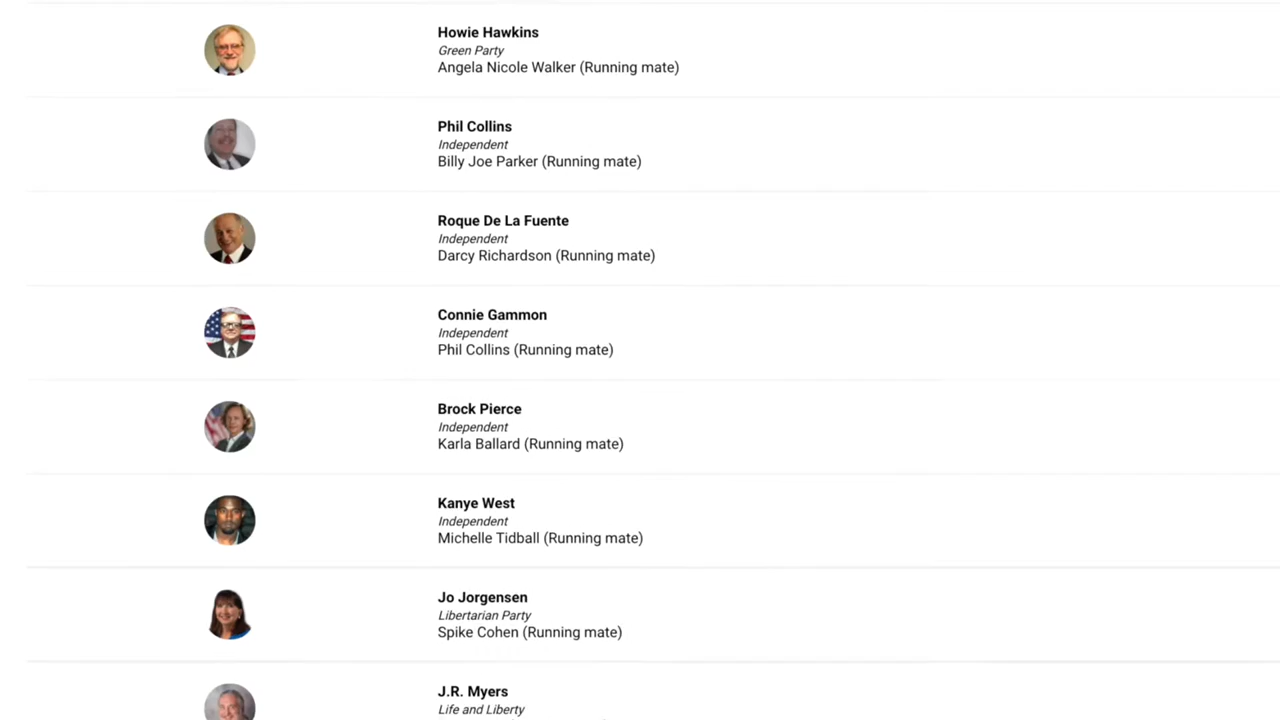 Howie Hawkins
Green Party
Angela Nicole Walker (Running mate)
Phil Collins
Independent
Billy Joe Parker (Running mate)
Roque De La Fuente
Independent
Darcy Richardson (Running mate)
Connie Gammon
Independent
Phil Collins (Running mate)
Brock Pierce
Independent
Karla Ballard (Running mate)
Kanye West
Independent
Michelle Tidball (Running mate)
Jo Jorgensen
Libertarian Party
Spike Cohen (Running mate)
J.R. Myers
Life and Liberty